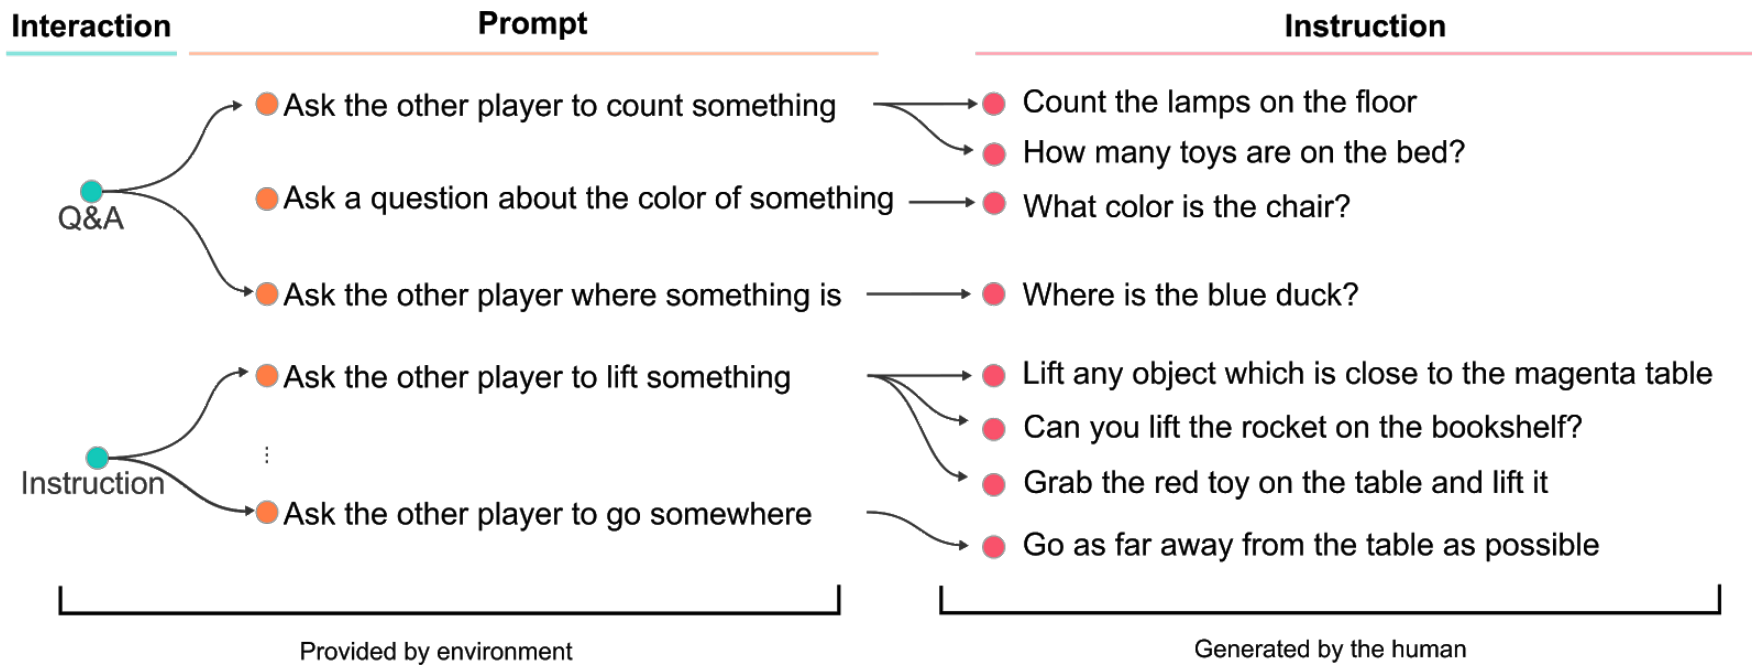 Interaction
Prompt
Instruction
Ask the other player to count something
Count the lamps on the floor
How many toys are on the bed?
Q&A
Ask a question about the color of something
What color is the chair?
Ask the other player where something is
Where is the blue duck?
Ask the other player to lift something
Lift any object which is close to the magenta table
Can you lift the rocket on the bookshelf?
Instruction
Grab the red toy on the table and lift it
Ask the other player to go somewhere
Go as far away from the table as possible
Provided by environment
Generated by the human